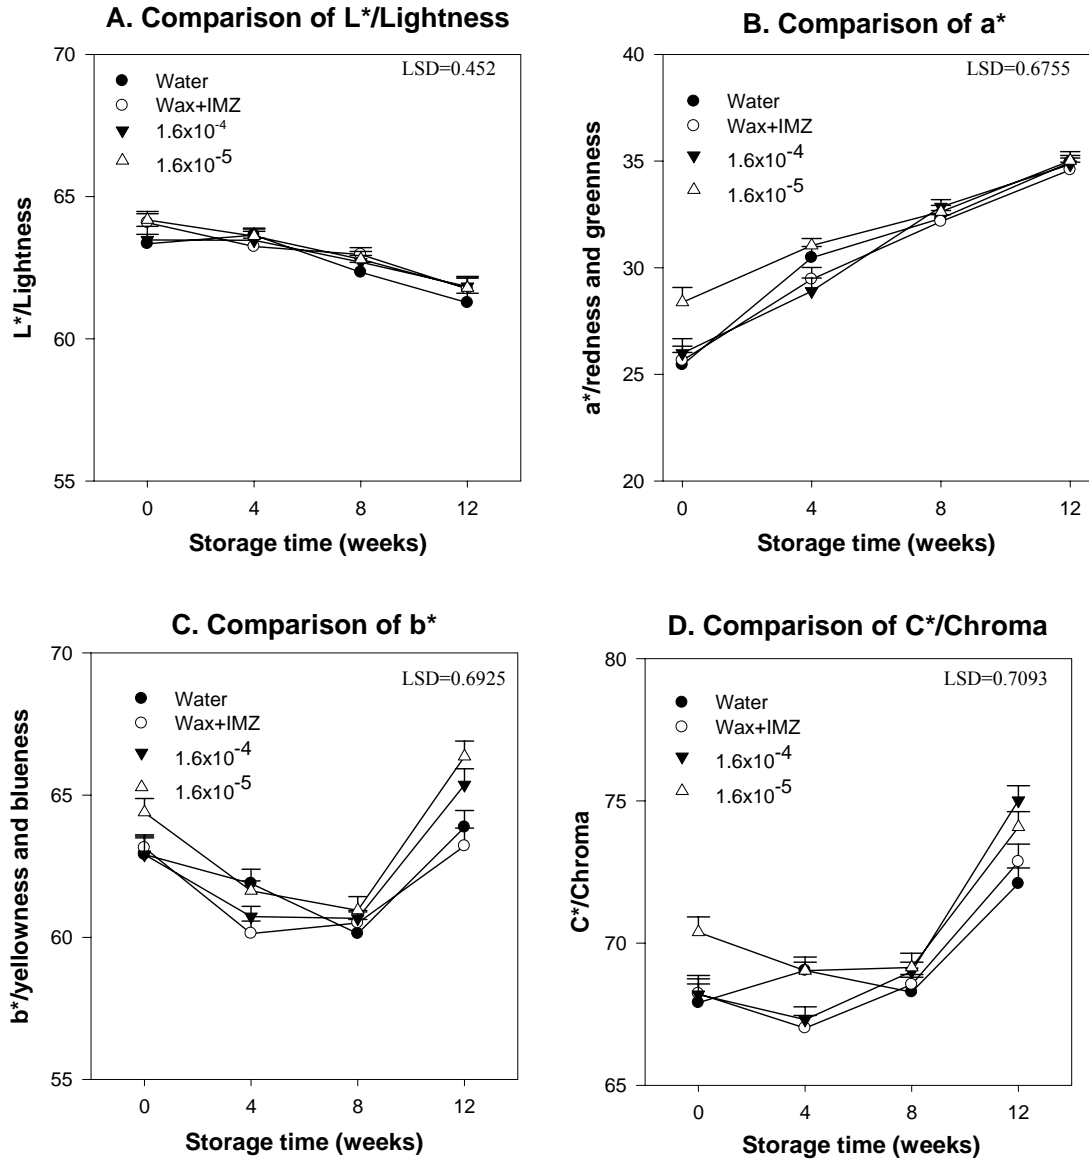 A. Comparison of L*/Lightness
70
LSD=0.452
Water
Wax+IMZ
1.6x10-4
1.6x10-5
65
60
55
L*/Lightness
0 4 8 12
Storage time (weeks)
B. Comparison of a*
40
LSD=0.6755
Water
Wax+IMZ
1.6x10-4
1.6x10-5
35
30
25
20
a*/redness and greenness
0 4 8 12
Storage time (weeks)
C. Comparison of b*
70
LSD=0.6925
Water
Wax+IMZ
1.6x10-4
1.6x10-5
65
60
55
b*/yellowness and blueness
0 4 8 12
Storage time (weeks)
D. Comparison of C*/Chroma
80
LSD=0.7093
Water
Wax+IMZ
1.6x10-4
1.6x10-5
75
70
65
C*/Chroma
0 4 8 12
Storage time (weeks)